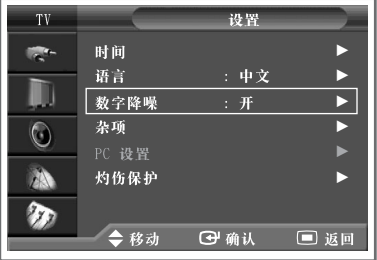 TV 设置
时间
语言 : 中文
数字降噪 : 开
杂项
PC 设置
灼伤保护
移动 确认 返回